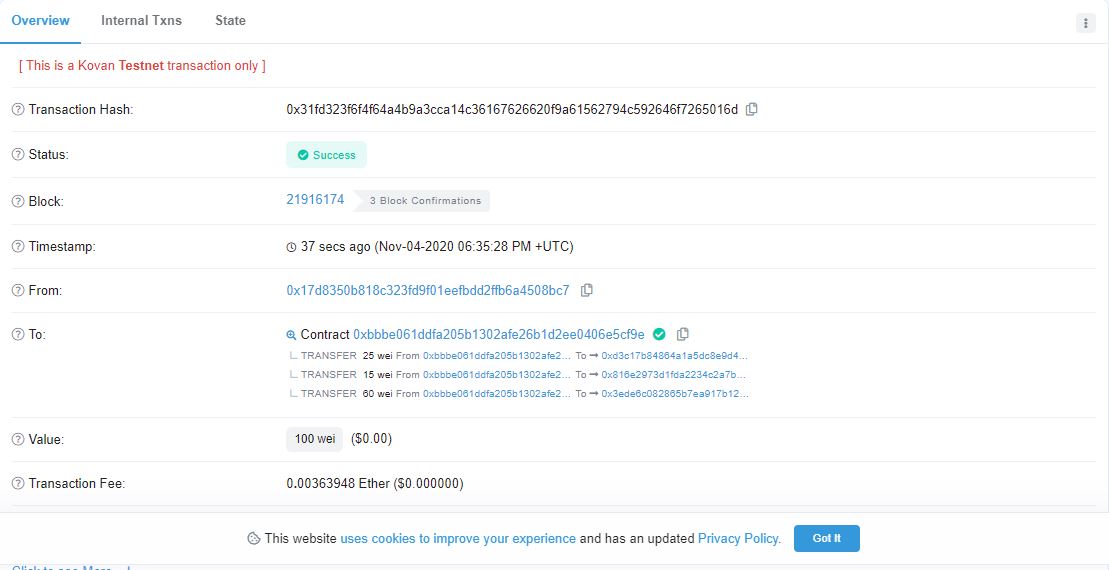 Overview Internal Txns State
[ This is a Kovan Testnet transaction only ]
Transaction Hash: 0x31fd323f6f4f64a4b9a3cca14c36167626620f9a61562794c592646f7265016d
Status: Success
Block: 21916174 3 Block Confirmations
Timestamp: 37 secs ago (Nov-04-2020 06:35:28 PM +UTC)
From: 0x17d8350b818c323fd9f01eefbdd2ffb6a4508bc7
To: Contract 0xbbbe061ddfa205b1302afe26b1d2ee0406e5cf9e
TRANSFER 25 wei From 0xbbbe061ddfa205b1302afe2... To → 0xd3c17b84864a1a5dc8e9d4...
TRANSFER 15 wei From 0xbbbe061ddfa205b1302afe2... To → 0x816e2973d1fda2234c2a7b...
TRANSFER 60 wei From 0xbbbe061ddfa205b1302afe2... To → 0x3ede6c082865b7ea917b12...
Value: 100 wei ($0.00)
Transaction Fee: 0.00363948 Ether ($0.000000)
This website uses cookies to improve your experience and has an updated Privacy Policy. Got It
Click to see More